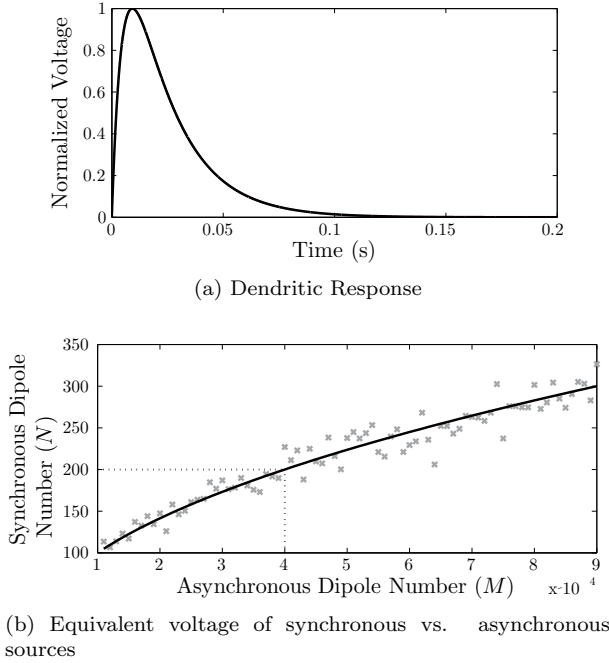 Normalized Voltage
1
0.8
0.6
0.4
0.2
0
0 0.05 0.1 0.15 0.2
Time (s)
(a) Dendritic Response
Synchronous Dipole
Number (N)
350
300
250
200
150
100
1 2 3 4 5 6 7 8 9
Asynchronous Dipole Number (M) x 10 4
(b) Equivalent voltage of synchronous vs. asynchronous
sources